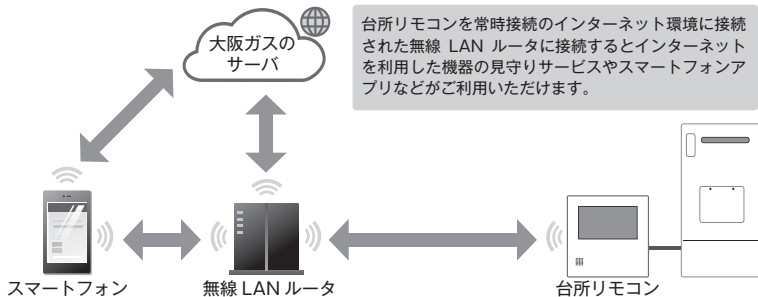 大阪ガスの
サーバ
台所リモコンを常時接続のインターネット環境に接続
された無線 LAN ルータに接続するとインターネット
を利用した機器の見守りサービスやスマートフォンア
プリなどがご利用いただけます。
スマートフォン
無線 LAN ルータ
台所リモコン